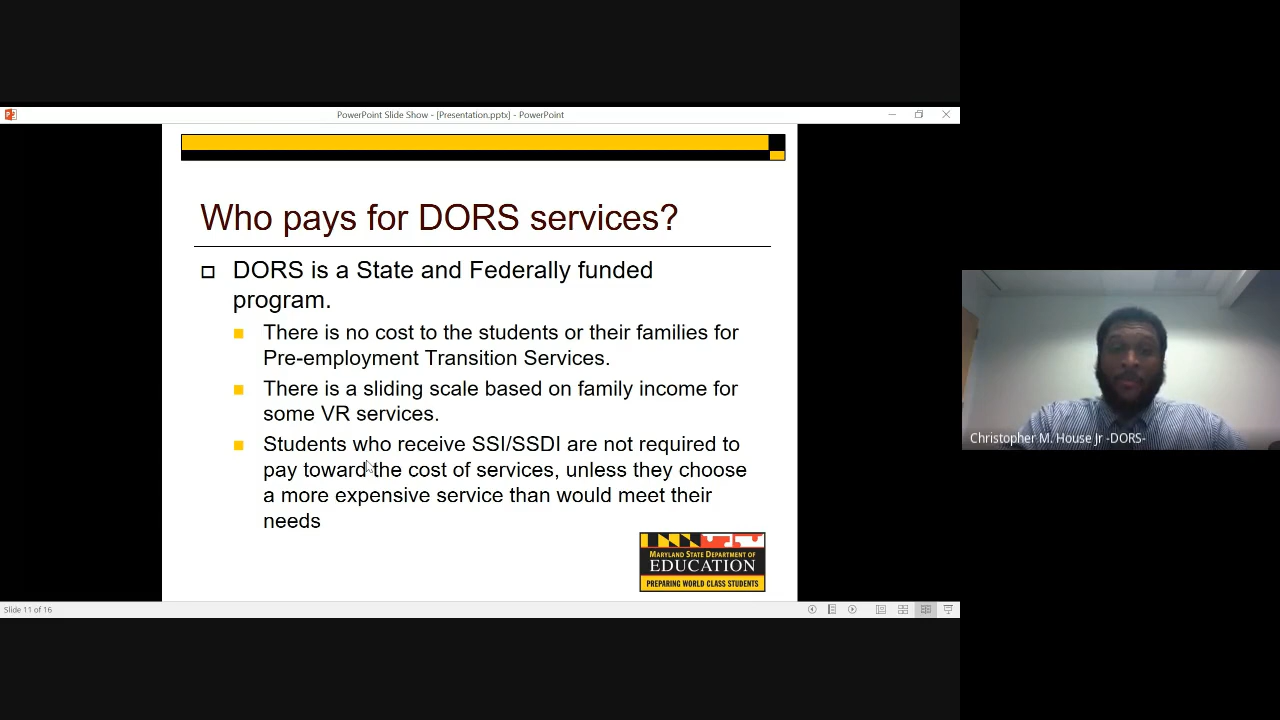 PowerPoint Slide Show - [Presentation.pptx] - PowerPoint
Who pays for DORS services?
DORS is a State and Federally funded
program.
There is no cost to the students or their families for
Pre-employment Transition Services.
There is a sliding scale based on family income for
some VR services.
Students who receive SSI/SSDI are not required to
pay toward the cost of services, unless they choose
a more expensive service than would meet their
needs
MARYLAND STATE DEPARTMENT OF
EDUCATION
PREPARING WORLD CLASS STUDENTS
Slide 11 of 16
Christopher M. House Jr -DORS-